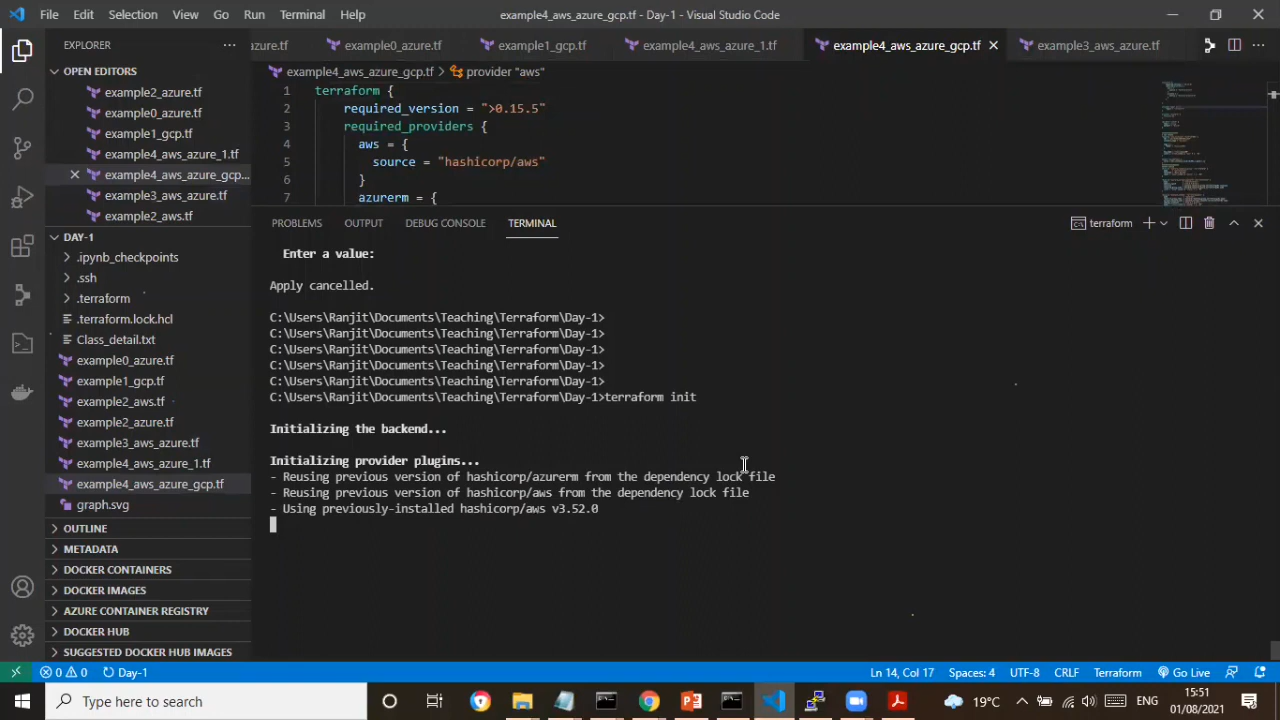 File Edit Selection View Go Run Terminal Help
example4_aws_azure_gcp.tf - Day-1 - Visual Studio Code
EXPLORER
OPEN EDITORS
example2_azure.tf
example0_azure.tf
example1_gcp.tf
example4_aws_azure_1.tf
example4_aws_azure_gcp...
example3_aws_azure.tf
example2_aws.tf
DAY-1
.ipynb_checkpoints
.ssh
.terraform
.terraform.lock.hcl
Class_detail.txt
example0_azure.tf
example1_gcp.tf
example2_aws.tf
example2_azure.tf
example3_aws_azure.tf
example4_aws_azure_1.tf
example4_aws_azure_gcp.tf
graph.svg
OUTLINE
METADATA
DOCKER CONTAINERS
DOCKER IMAGES
AZURE CONTAINER REGISTRY
DOCKER HUB
SUGGESTED DOCKER HUB IMAGES
azure.tf example0_azure.tf example1_gcp.tf example4_aws_azure_1.tf example4_aws_azure_gcp.tf example3_aws_azure.tf
example4_aws_azure_gcp.tf > provider "aws"
1 terraform {
2 required_version = ">0.15.5"
3 required_providers {
4 aws = {
5 source = "hashicorp/aws"
6 }
7 azurerm = {
PROBLEMS OUTPUT DEBUG CONSOLE TERMINAL
terraform
Enter a value:
Apply cancelled.
C:\Users\Ranjit\Documents\Teaching\Terraform\Day-1>
C:\Users\Ranjit\Documents\Teaching\Terraform\Day-1>
C:\Users\Ranjit\Documents\Teaching\Terraform\Day-1>
C:\Users\Ranjit\Documents\Teaching\Terraform\Day-1>
C:\Users\Ranjit\Documents\Teaching\Terraform\Day-1>
C:\Users\Ranjit\Documents\Teaching\Terraform\Day-1>terraform init
Initializing the backend...
Initializing provider plugins...
- Reusing previous version of hashicorp/azurerm from the dependency lock file
- Reusing previous version of hashicorp/aws from the dependency lock file
- Using previously-installed hashicorp/aws v3.52.0
0 0 Day-1
Ln 14, Col 17 Spaces: 4 UTF-8 CRLF Terraform Go Live
Type here to search
19°C ENG 15:51
01/08/2021